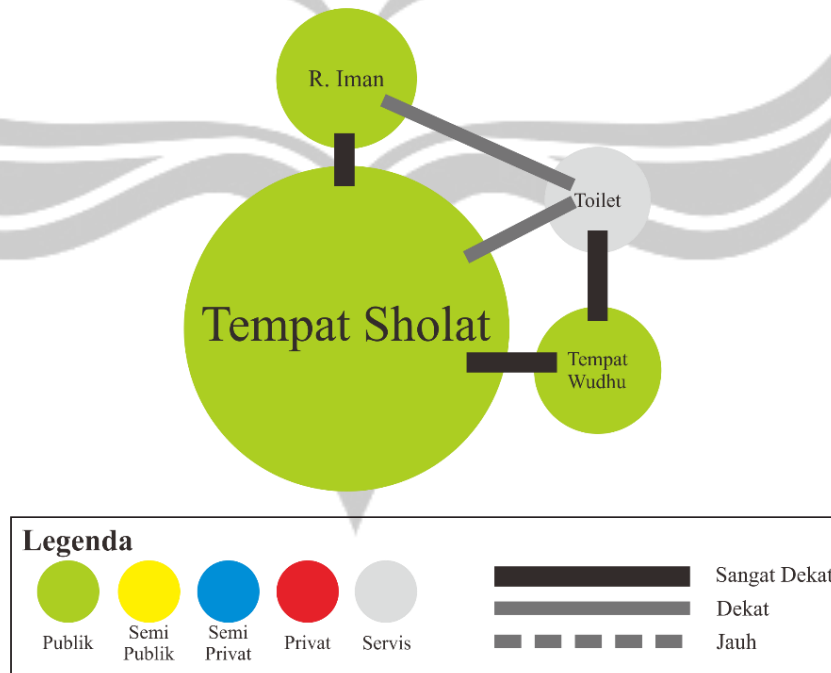 R. Iman
Toilet
Tempat Sholat
Tempat
Wudhu
Legenda
Publik
Semi
Publik
Semi
Privat
Privat
Servis
Sangat Dekat
Dekat
Jauh